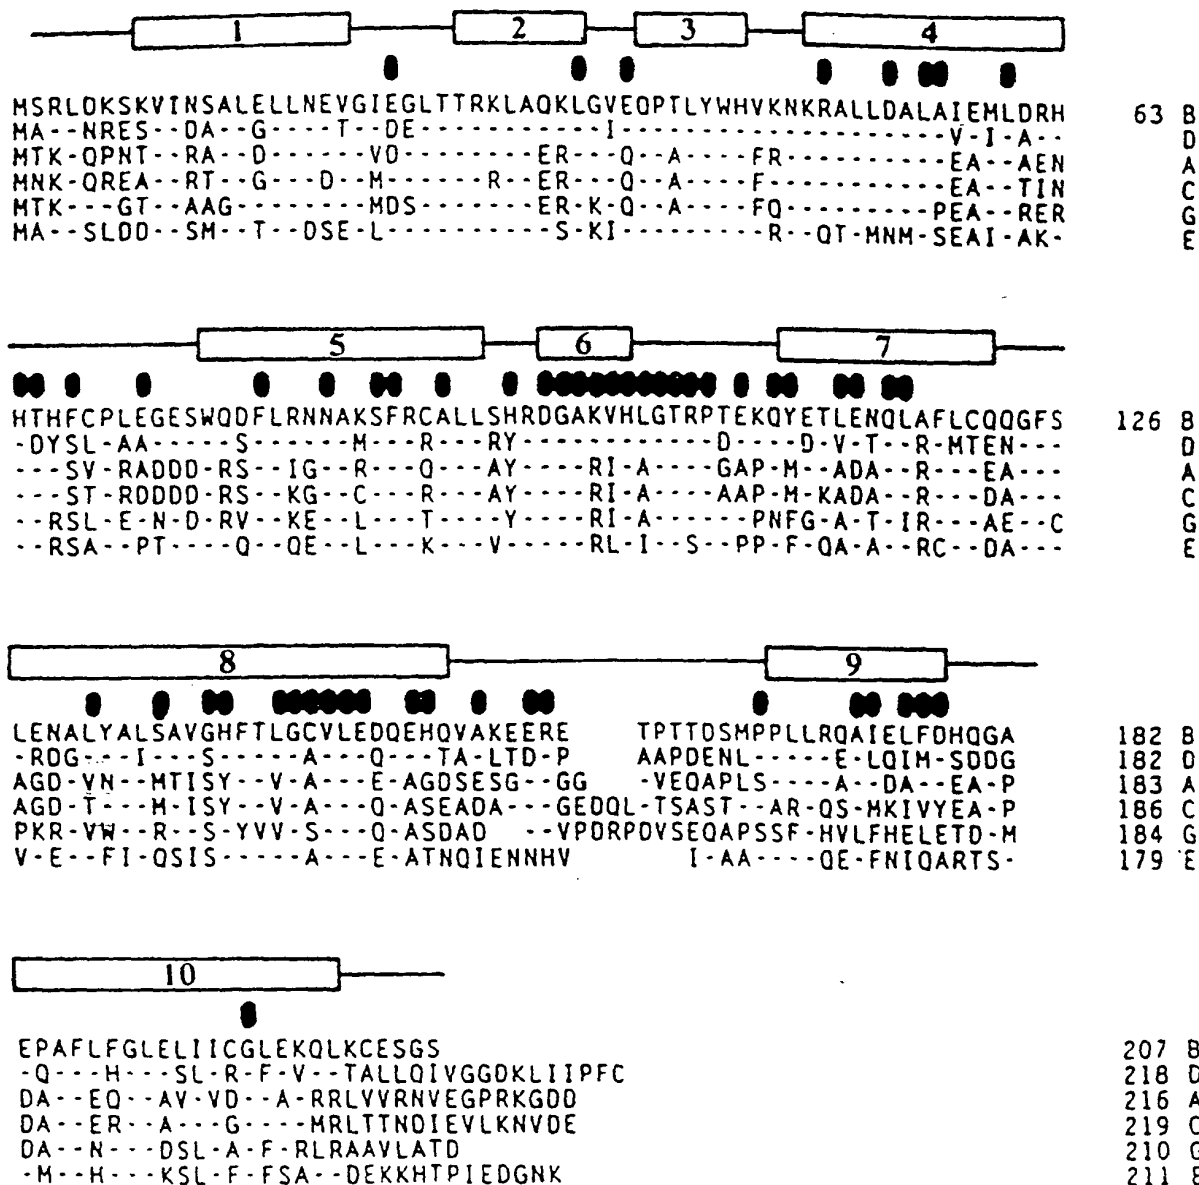 1 2 3 4
MSRLDKSKVINSALELLNEVGIEGLTTRKLAQKLGVEQPTLYWHVKNKRALLDALAIEMLDRH 63 B
MA--NRES--DA--G----T--DE------------I--------------------V-I-A-- D
MTK-QPNT--RA--D------VD--------ER---Q--A----FR----------EA--AEN A
MNK-QREA--RT--G---D--M------R--ER---Q--A----F-----------EA--TIN C
MTK---GT--AAG--------MDS-------ER-K-Q--A----FQ---------PEA--RER G
MA--SLDD--SM--T--DSE-L----------S-KI---------R--QT-MNM-SEAI-AK- E
5 6 7
HTHFCPLEGESWQDFLRNNAKSFRCALLSHRDGAKVHLGTRPTEKQYETLENQLAFLCQQGFS 126 B
-DYSL-AA-----S------M---R---RY------------D----D-V-T--R-MTEN--- D
---SV-RADDD-RS--IG--R---Q---AY----RI-A----GAP-M--ADA--R---EA--- A
---ST-RDDDD-RS--KG--C---R---AY----RI-A----AAP-M-KADA--R---DA--- C
--RSL-E-N-D-RV--KE--L---T----Y----RI-A------PNFG-A-T-IR---AE--C G
--RSA--PT----Q--QE--L---K---V-----RL-I--S--PP-F-QA-A--RC--DA--- E
8 9
LENALYALSAVGHFTLGCVLEDQEHQVAKEERE TPTTDSMPPLLRQAIELFDHQGA 182 B
-RDG----I---S-----A---Q---TA-LTD-P AAPDENL-----E-LQIM-SDDG 182 D
AGD-VN--MTISY--V-A---E-AGDSESG--GG -VEQAPLS----A--DA--EA-P 183 A
AGD-T---M-ISY--V-A---Q-ASEADA---GEDQL-TSAST--AR-QS-MKIVYEA-P 186 C
PKR-VW--R--S-YVV-S---Q-ASDAD --VPDRPDVSEQAPSSF-HVLFHELETD-M 184 G
V-E--FI-QSIS-----A---E-ATNQIENNHV I-AA----QE-FNIQARTS- 179 E
10
EPAFLFGLELIICGLEKQLKCESGS 207 B
-Q---H---SL-R-F-V--TALLQIVGGDKLIIPFC 218 D
DA--EQ--AV-VD--A-RRLVVRNVEGPRKGDD 216 A
DA--ER--A---G----MRLTTNDIEVLKNVDE 219 C
DA--N---DSL-A-F-RLRAAVLATD 210 G
-M--H---KSL-F-FSA--DEKKHTPIEDGNK 211 E